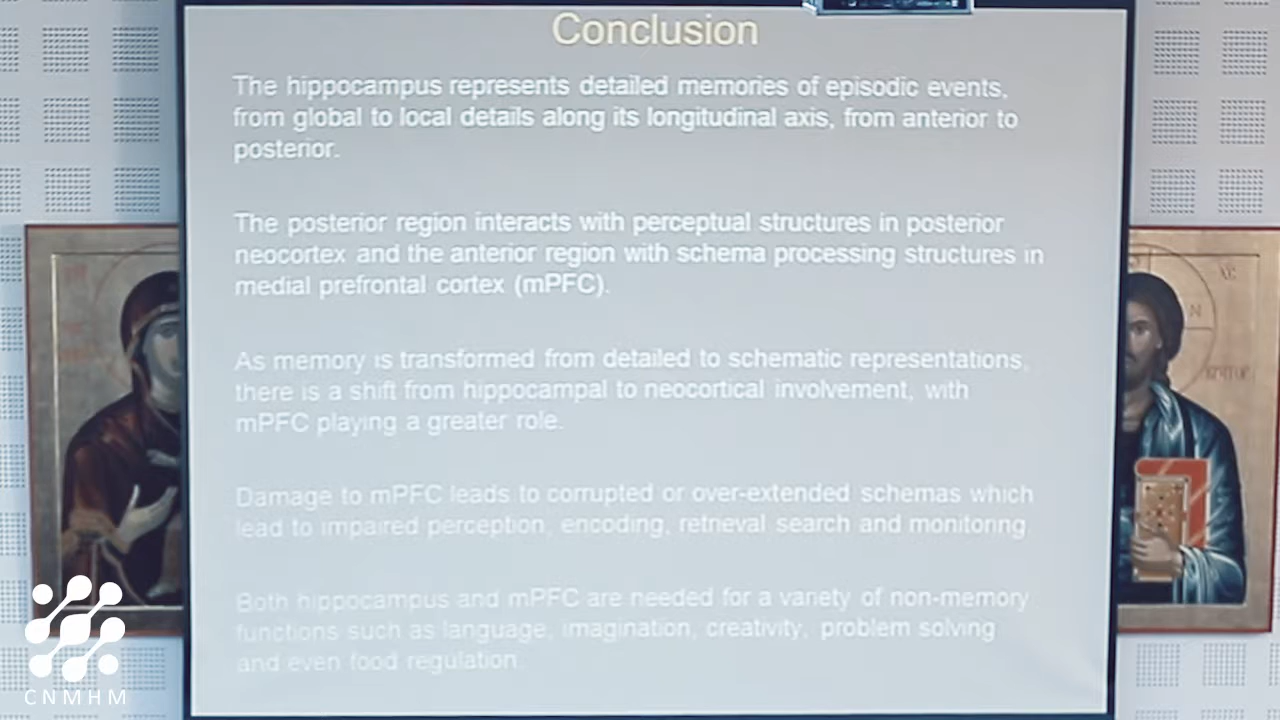 Conclusion
The hippocampus represents detailed memories of episodic events,
from global to local details along its longitudinal axis, from anterior to
posterior.
The posterior region interacts with perceptual structures in posterior
neocortex and the anterior region with schema processing structures in
medial prefrontal cortex (mPFC).
As memory is transformed from detailed to schematic representations,
there is a shift from hippocampal to neocortical involvement, with
mPFC playing a greater role.
Damage to mPFC leads to corrupted or over-extended schemas which
lead to impaired perception, encoding, retrieval search and monitoring.
Both hippocampus and mPFC are needed for a variety of non-memory
functions such as language, imagination, creativity, problem solving
and even food regulation.
CNMHM